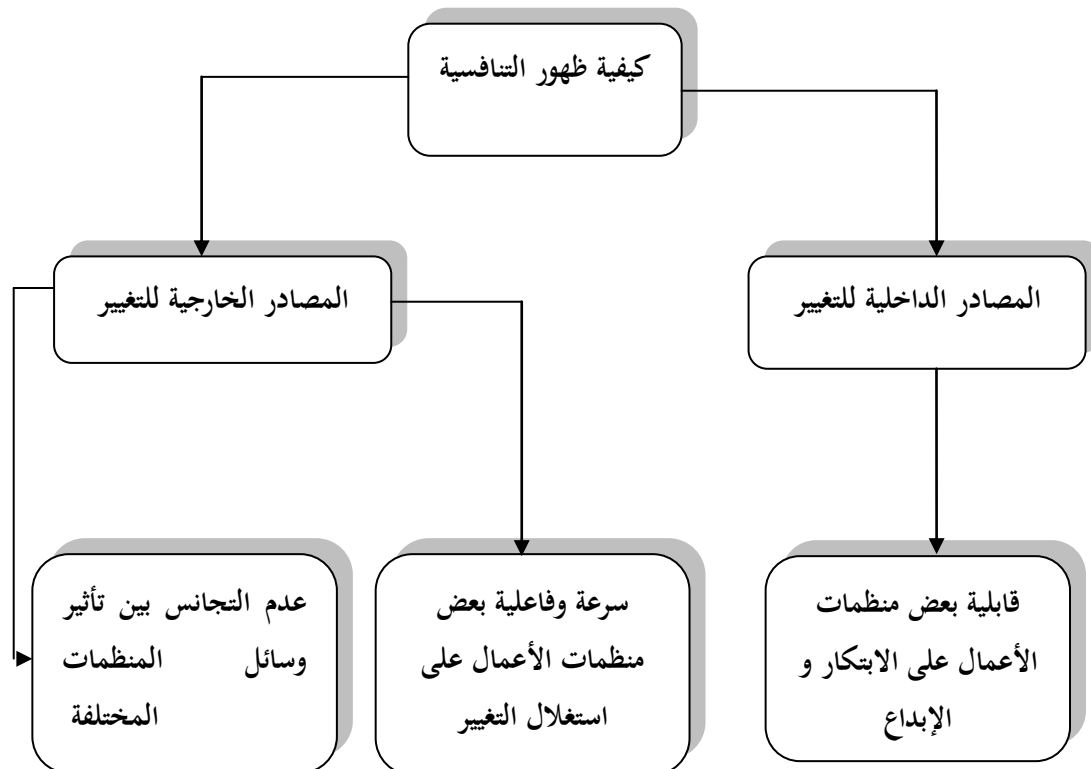 كيفية ظهور التنافسية
المصادر الداخلية للتغيير
المصادر الخارجية للتغيير
قابلية بعض منظمات
الأعمال على الابتكار و
الإبداع
سرعة وفاعلية بعض
منظمات الأعمال على
استغلال التغيير
عدم التجانس بين تأثير
وسائل المنظمات
المختلفة